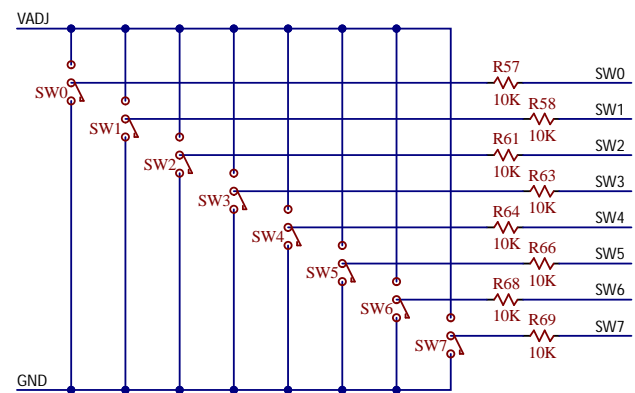 VADJ
R57
SW0
SW0
10K
R58
SW1
SW1
10K
R61
SW2
SW2
10K
R63
SW3
SW3
10K
R64
SW4
SW4
10K
R66
SW5
SW5
10K
R68
SW6
SW6
10K
R69
SW7
SW7
10K
GND